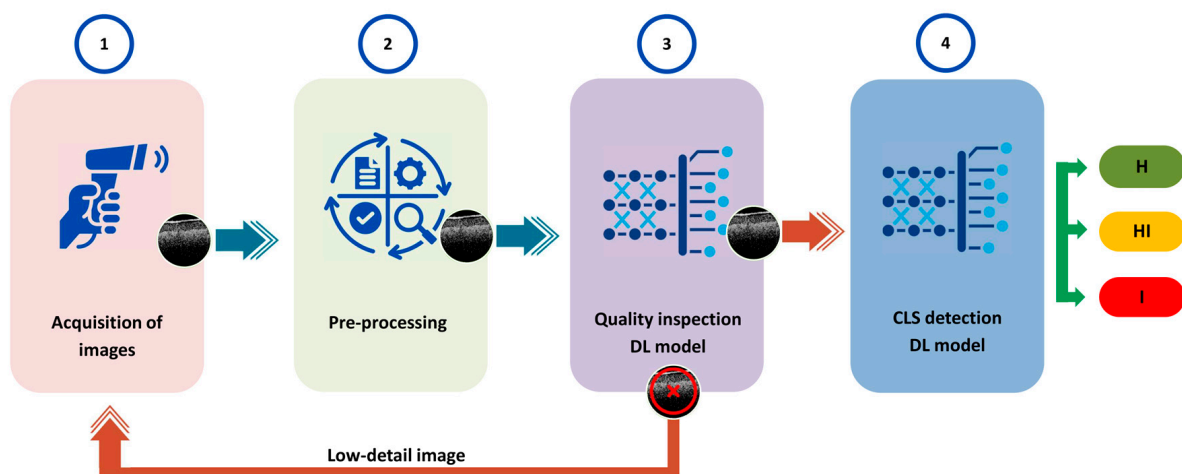 1
2
3
4
Acquisition of
images
Pre-processing
Quality inspection
DL model
CLS detection
DL model
H
HI
I
Low-detail image